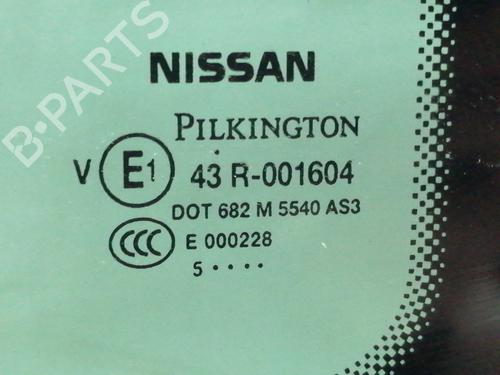 B-PARTS
NISSAN
PILKINGTON
V E1 43 R-001604
DOT 682 M 5540 AS3
CCC E 000228
5 ····